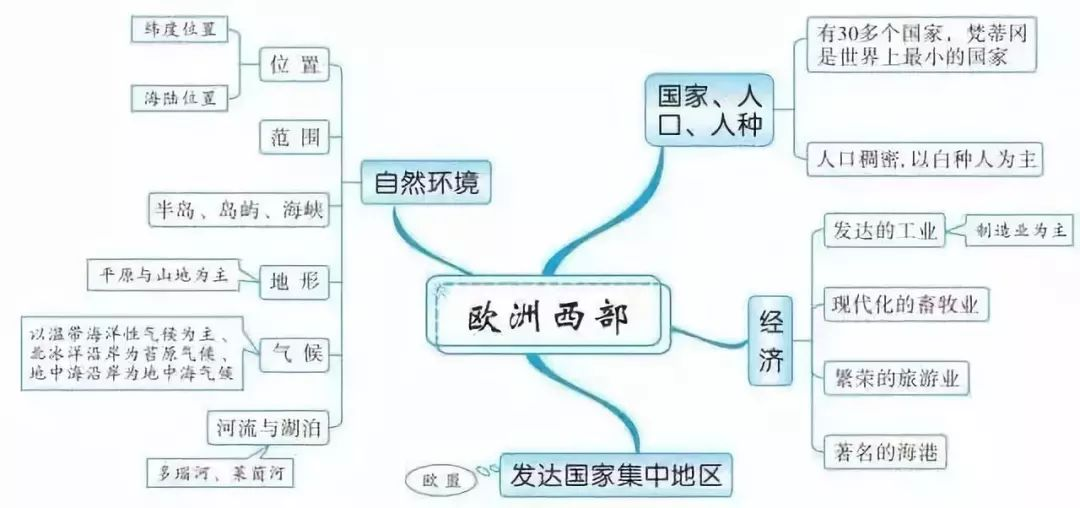 欧洲西部
自然环境
位置
纬度位置
海陆位置
范围
半岛、岛屿、海峡
地形
平原与山地为主
气候
以温带海洋性气候为主、
北冰洋沿岸为苔原气候、
地中海沿岸为地中海气候
河流与湖泊
多瑙河、莱茵河
国家、人
口、人种
有30多个国家，梵蒂冈
是世界上最小的国家
人口稠密,以白种人为主
经
济
发达的工业
制造业为主
现代化的畜牧业
繁荣的旅游业
著名的海港
发达国家集中地区
欧盟